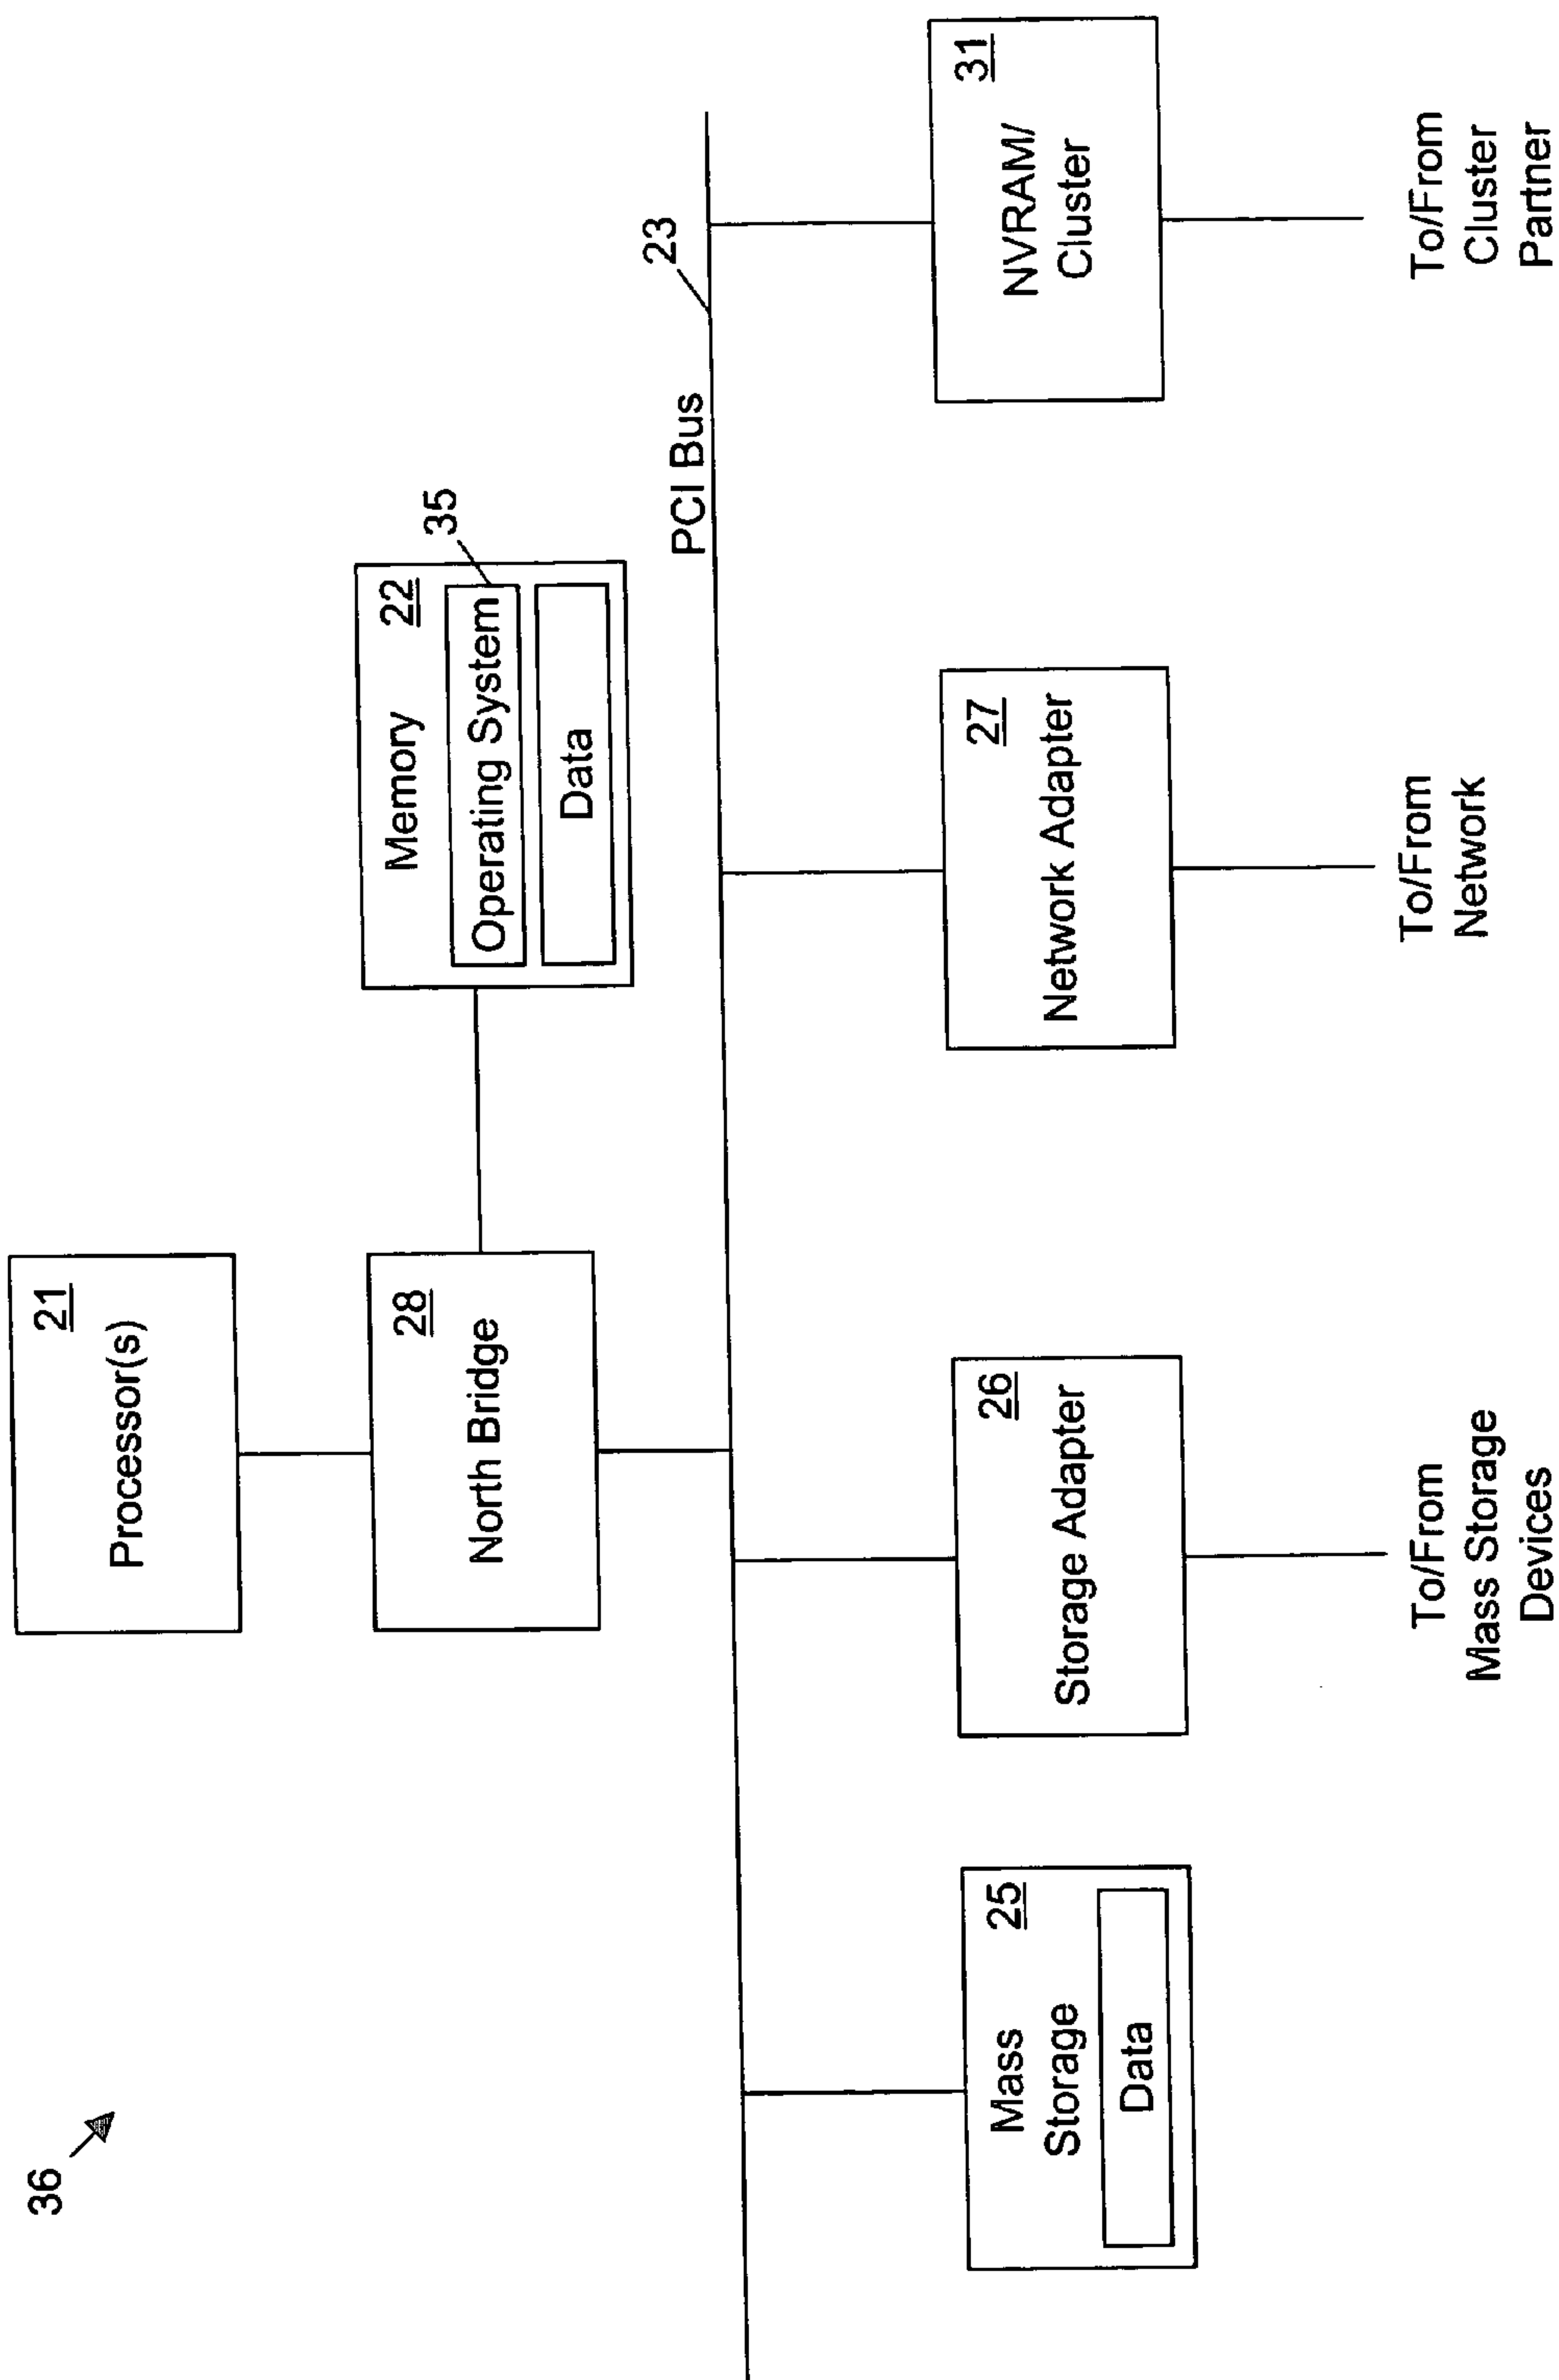 36
21
Processor(s)
28
North Bridge
Memory 22
Operating System
35
Data
PCI Bus
23
Mass
Storage
25
Data
26
Storage Adapter
27
Network Adapter
31
NVRAM/
Cluster
To/From
Mass Storage
Devices
To/From
Network
To/From
Cluster
Partner